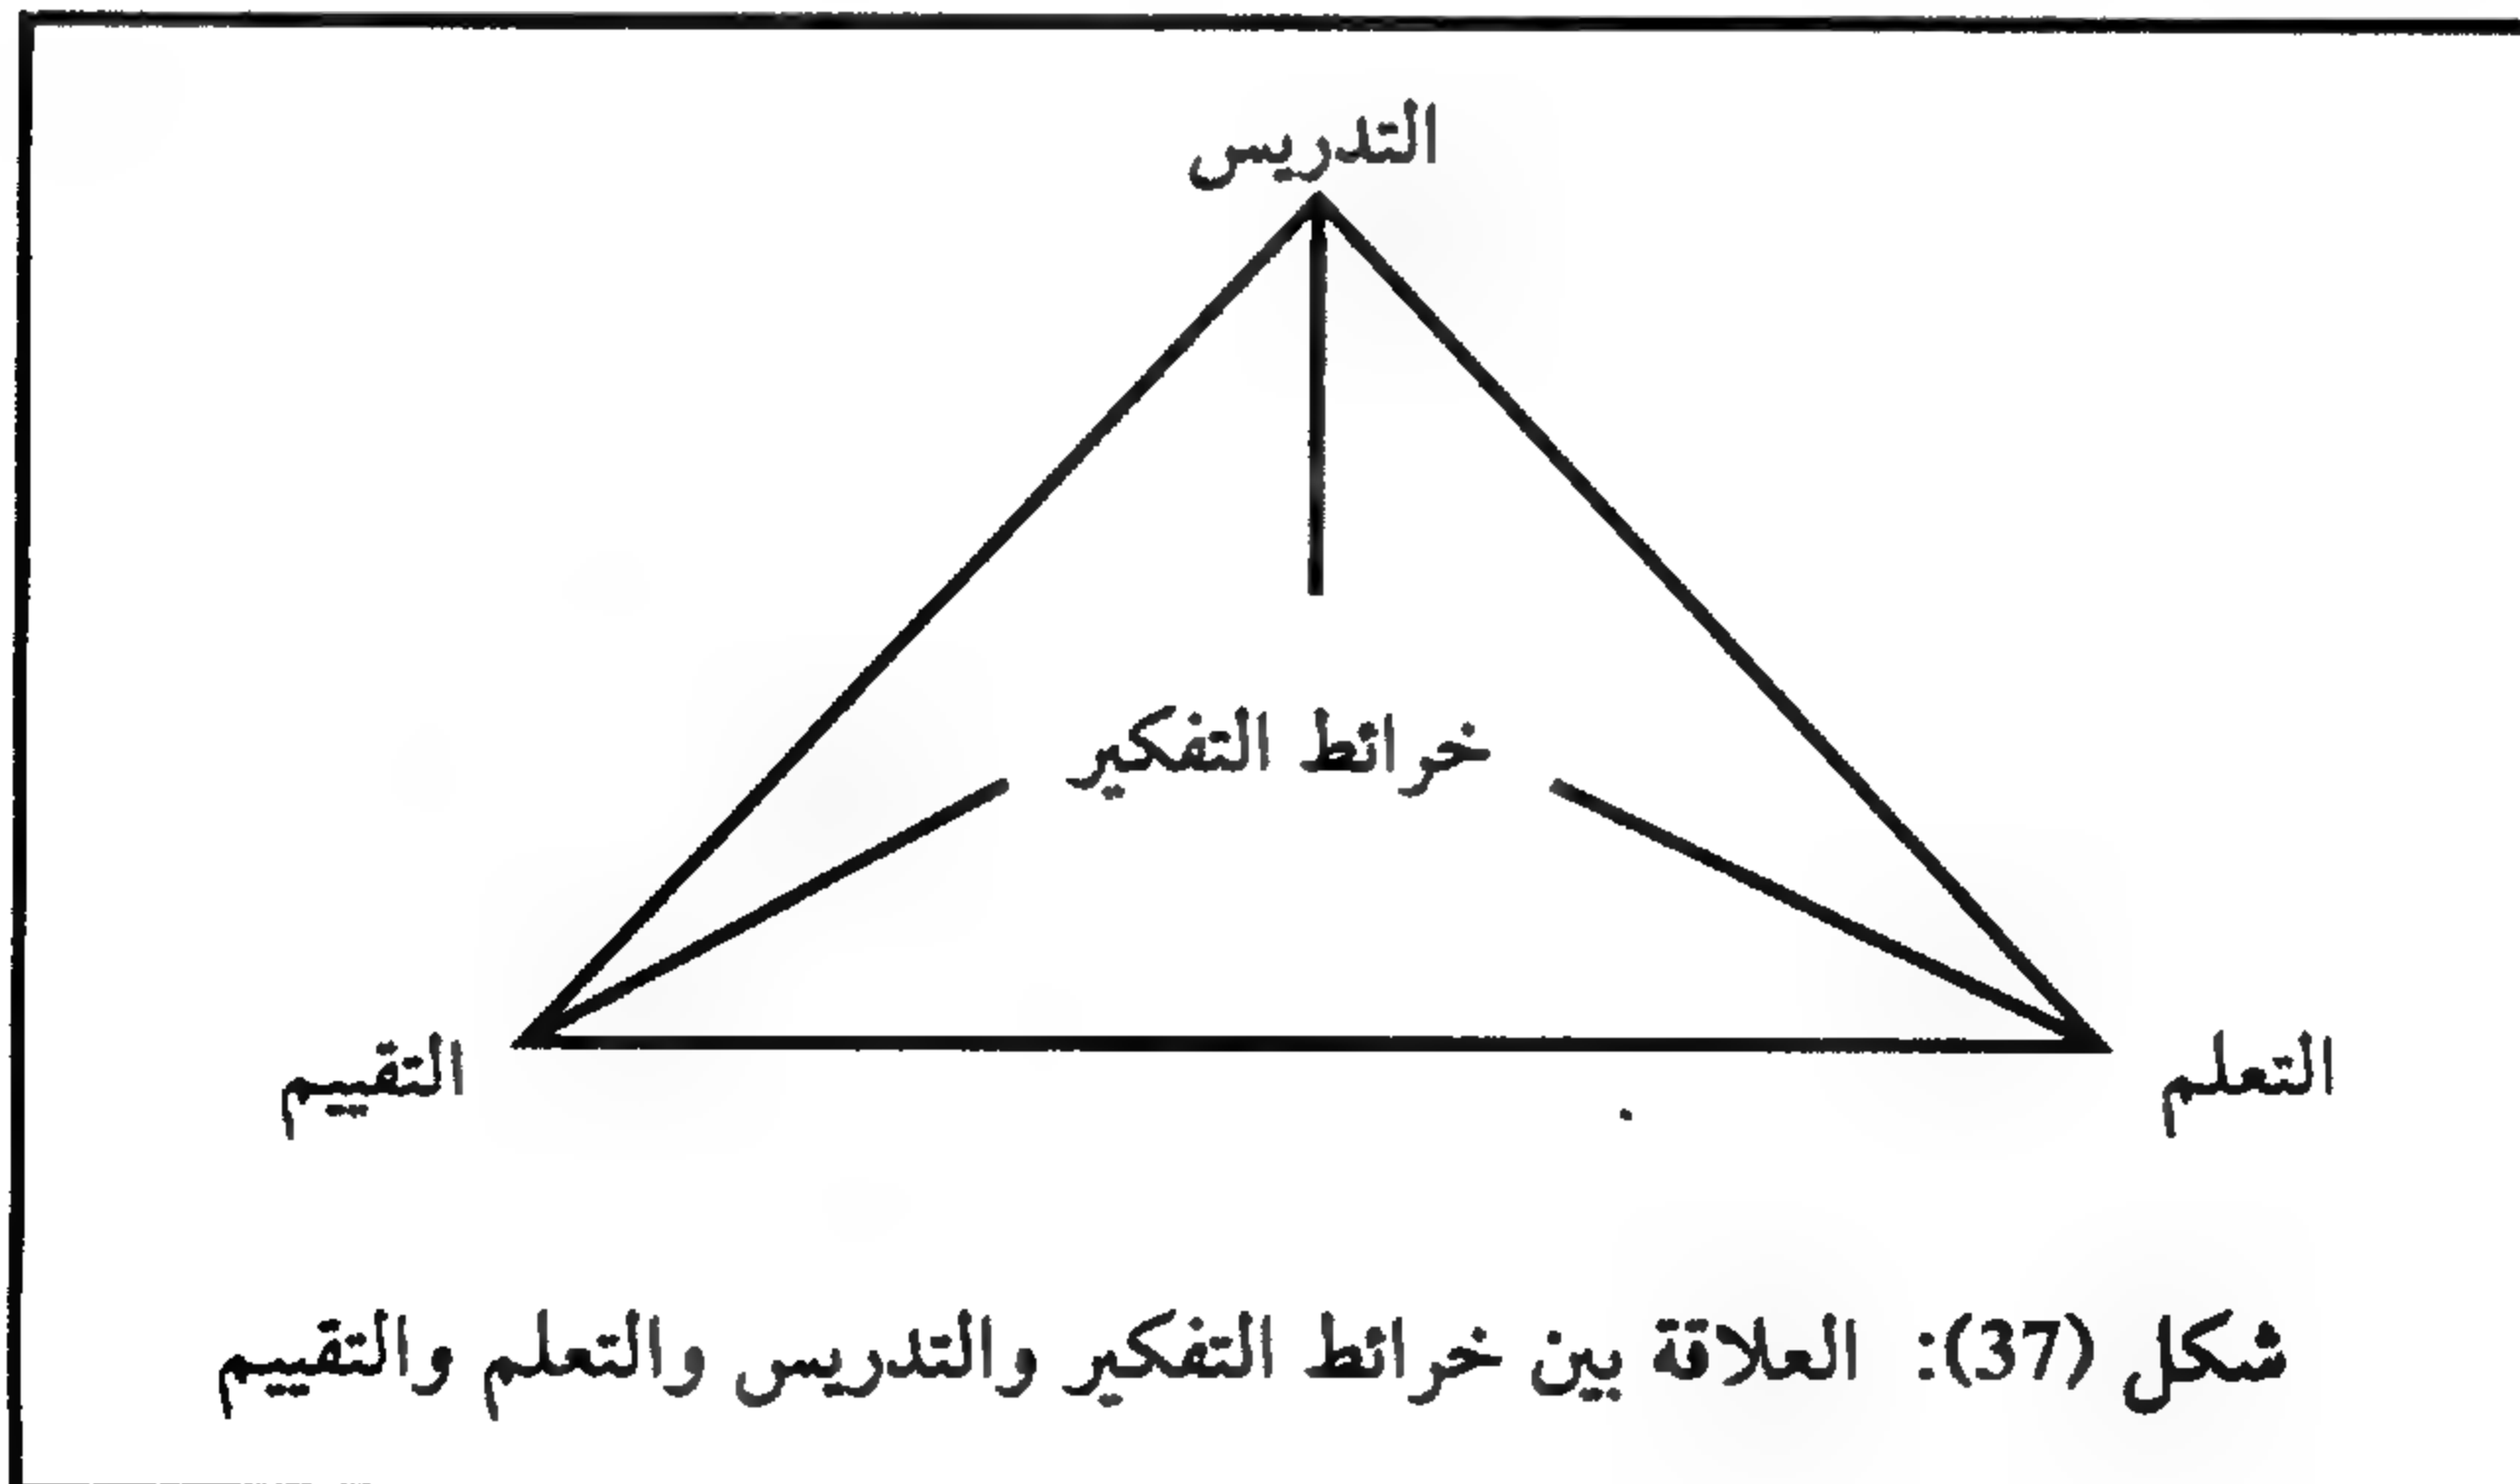 التدريس
خرائط التفكير
التعلم
التقييم
شكل (37): العلاقة بين خرائط التفكير والتدريس والتعلم والتقييم